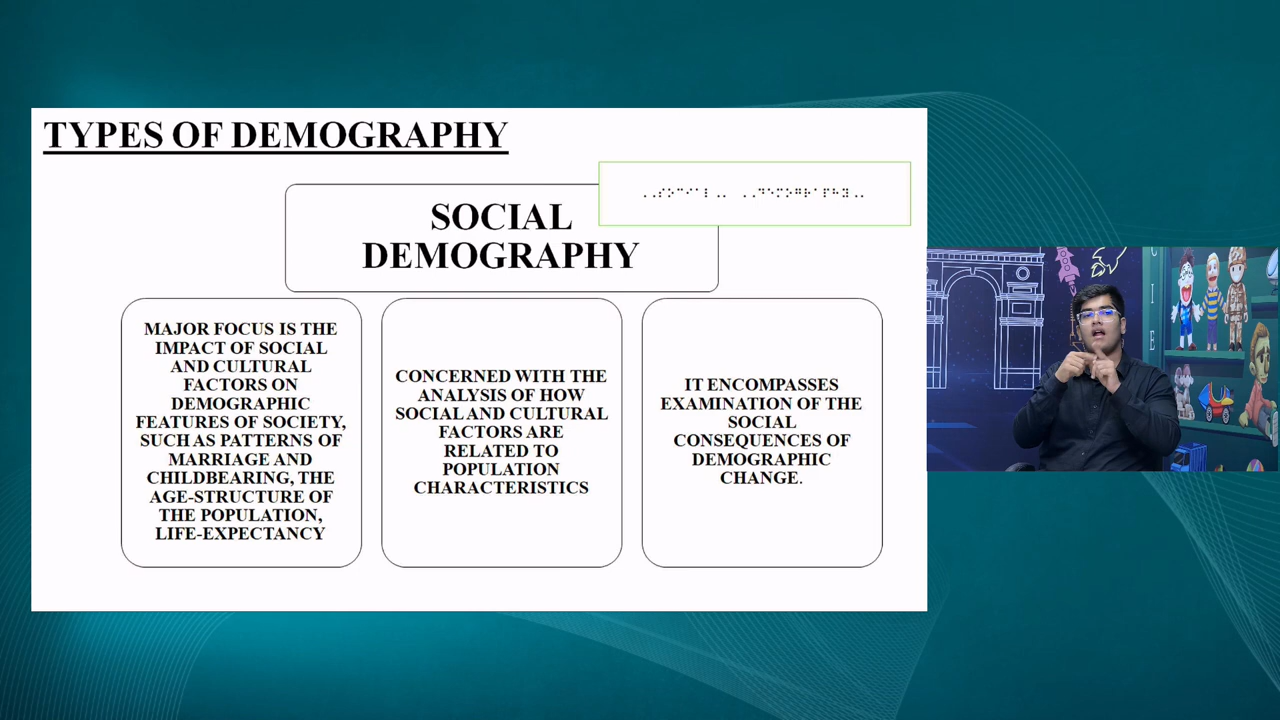 TYPES OF DEMOGRAPHY
⠠⠠⠎⠕⠉⠊⠁⠇⠠⠄ ⠠⠠⠙⠑⠍⠕⠛⠗⠁⠏⠓⠽⠠⠄
SOCIAL
DEMOGRAPHY
MAJOR FOCUS IS THE
IMPACT OF SOCIAL
AND CULTURAL
FACTORS ON
DEMOGRAPHIC
FEATURES OF SOCIETY,
SUCH AS PATTERNS OF
MARRIAGE AND
CHILDBEARING, THE
AGE-STRUCTURE OF
THE POPULATION,
LIFE-EXPECTANCY
CONCERNED WITH THE
ANALYSIS OF HOW
SOCIAL AND CULTURAL
FACTORS ARE
RELATED TO
POPULATION
CHARACTERISTICS
IT ENCOMPASSES
EXAMINATION OF THE
SOCIAL
CONSEQUENCES OF
DEMOGRAPHIC
CHANGE.
C
I
E